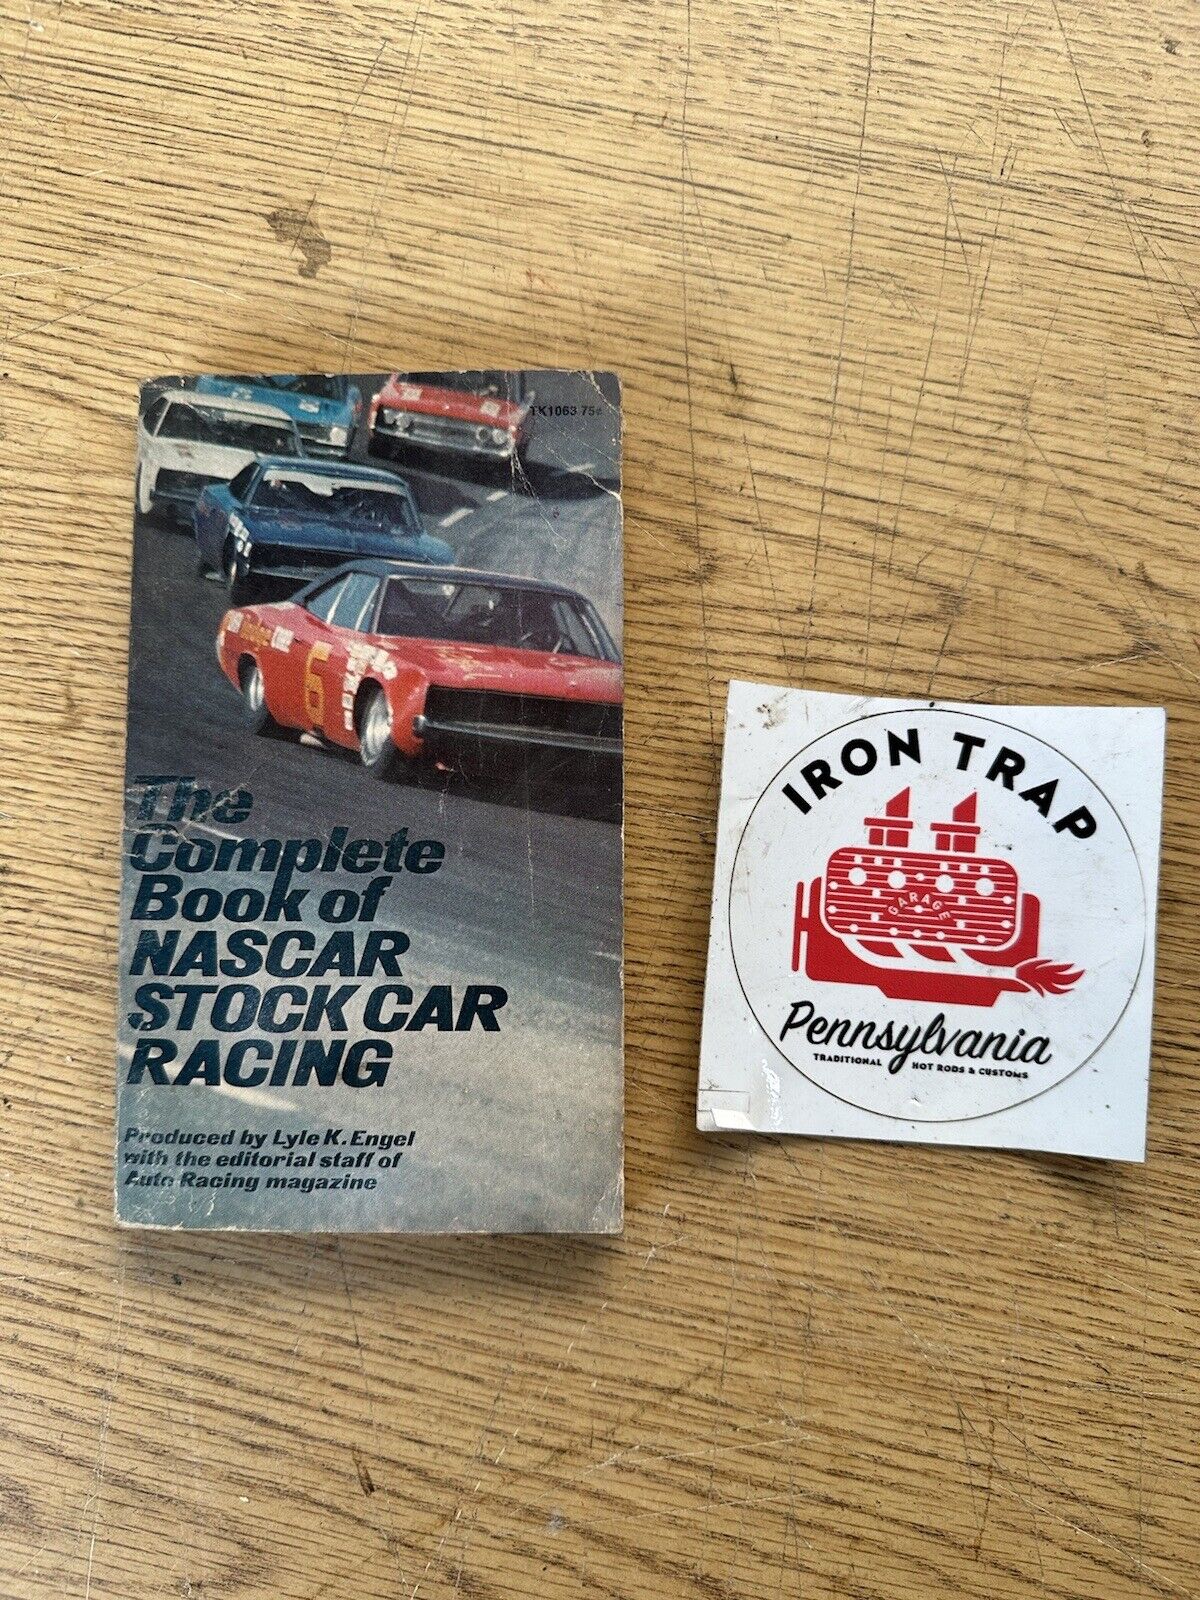 TK1063 75¢
6
The
Complete
Book of
NASCAR
STOCK CAR
RACING
Produced by Lyle K. Engel
with the editorial staff of
Auto Racing magazine
IRON TRAP
GARAGE
Pennsylvania
TRADITIONAL HOT RODS & CUSTOMS